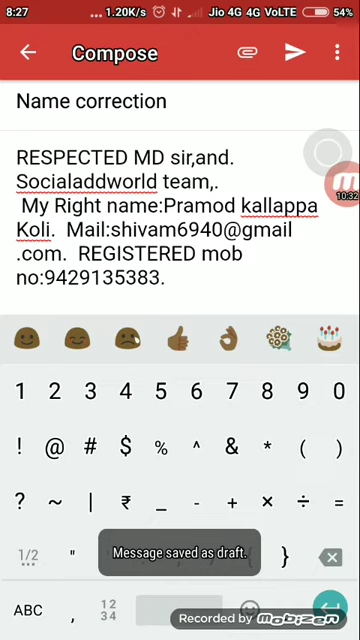 8:27 ...1.20K/s Jio 4G 4G VoLTE 54%
Compose
Name correction
RESPECTED MD sir,and.
Socialaddworld team,.
My Right name:Pramod kallappa
Koli. Mail:shivam6940@gmail
.com. REGISTERED mob
no:9429135383.
10:32
1 2 3 4 5 6 7 8 9 0
! @ # $ % ^ & * ( )
? ~ | ₹ _ - + × ÷ =
1/2 " }
Message saved as draft.
ABC , 12 34
Recorded by Mobizen